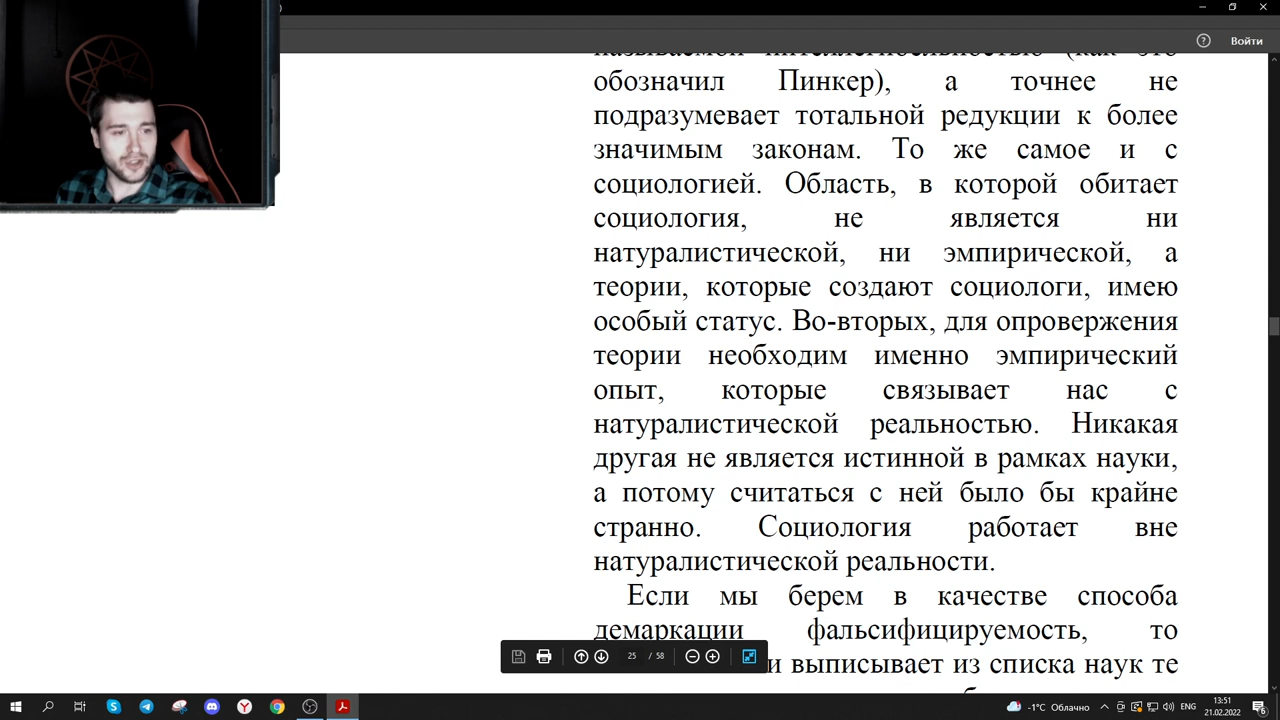 Войти
(как это
обозначил Пинкер), а точнее не
подразумевает тотальной редукции к более
значимым законам. То же самое и с
социологией. Область, в которой обитает
социология, не является ни
натуралистической, ни эмпирической, а
теории, которые создают социологи, имею
особый статус. Во-вторых, для опровержения
теории необходим именно эмпирический
опыт, которые связывает нас с
натуралистической реальностью. Никакая
другая не является истинной в рамках науки,
а потому считаться с ней было бы крайне
странно. Социология работает вне
натуралистической реальности.
Если мы берем в качестве способа
демаркации фальсифицируемость, то
и выписывает из списка наук те
25 / 58
-1°C Облачно
ENG
13:51
21.02.2022
6